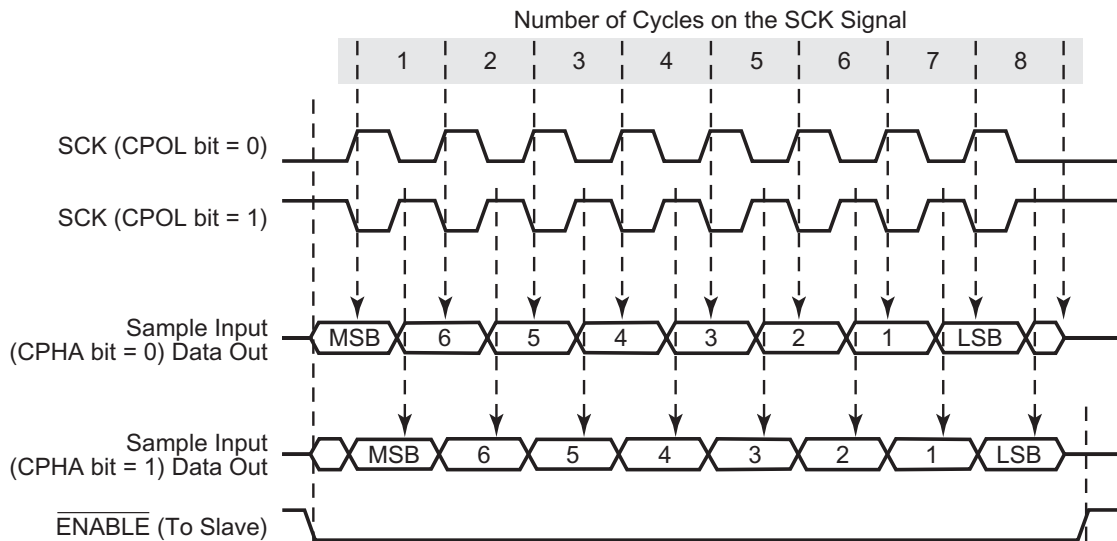 Number of Cycles on the SCK Signal
1 2 3 4 5 6 7 8
SCK (CPOL bit = 0)
SCK (CPOL bit = 1)
Sample Input
(CPHA bit = 0) Data Out
MSB 6 5 4 3 2 1 LSB
Sample Input
(CPHA bit = 1) Data Out
MSB 6 5 4 3 2 1 LSB
ENABLE (To Slave)